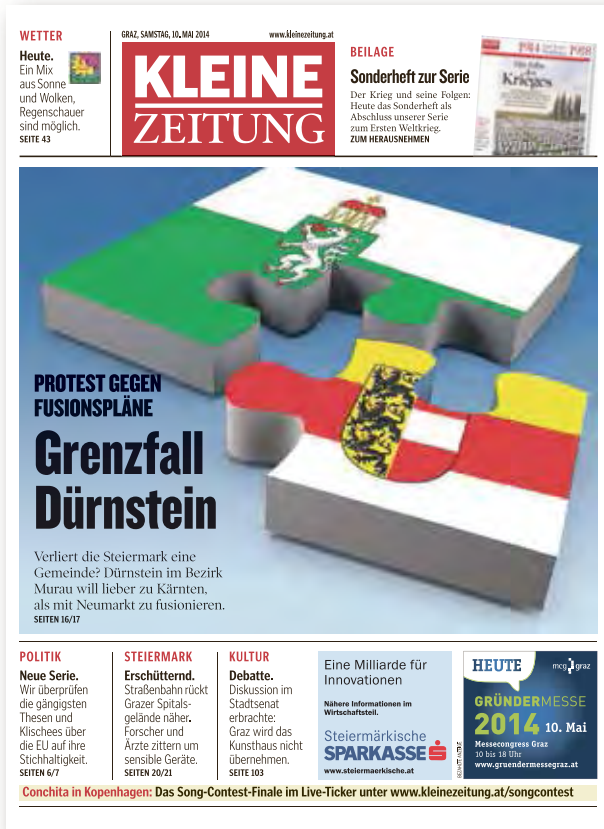 WETTER
Heute.
Ein Mix
aus Sonne
und Wolken,
Regenschauer
sind möglich.
SEITE 43
GRAZ, SAMSTAG, 10. MAI 2014
www.kleinezeitung.at
KLEINE
ZEITUNG
BEILAGE
Sonderheft zur Serie
Der Krieg und seine Folgen:
Heute das Sonderheft als
Abschluss unserer Serie
zum Ersten Weltkrieg.
ZUM HERAUSNEHMEN
1914
1918
Krieges
PROTEST GEGEN
FUSIONSPLÄNE
Grenzfall
Dürnstein
Verliert die Steiermark eine
Gemeinde? Dürnstein im Bezirk
Murau will lieber zu Kärnten,
als mit Neumarkt zu fusionieren.
SEITEN 16/17
POLITIK
Neue Serie.
Wir überprüfen
die gängigsten
Thesen und
Klischees über
die EU auf ihre
Stichhaltigkeit.
SEITEN 6/7
STEIERMARK
Erschütternd.
Straßenbahn rückt
Grazer Spitals-
gelände näher.
Forscher und
Ärzte zittern um
sensible Geräte.
SEITEN 20/21
KULTUR
Debatte.
Diskussion im
Stadtsenat
erbrachte:
Graz wird das
Kunsthaus nicht
übernehmen.
SEITE 103
Eine Milliarde für
Innovationen
Nähere Informationen im
Wirtschaftsteil.
Steiermärkische
SPARKASSE
www.steiermaerkische.at
HEUTE
mcg graz
GRÜNDERMESSE
2014 10. Mai
Messecongress Graz
10 bis 18 Uhr
www.gruendermessegraz.at
Conchita in Kopenhagen: Das Song-Contest-Finale im Live-Ticker unter www.kleinezeitung.at/songcontest